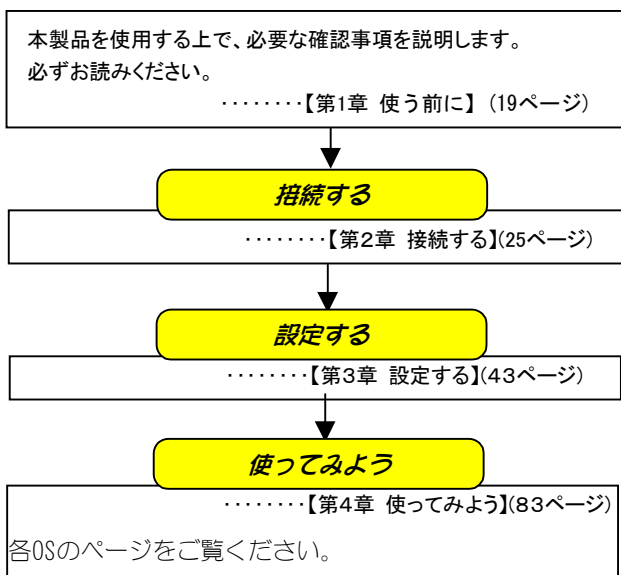 本製品を使用する上で、必要な確認事項を説明します。
必ずお読みください。
‥‥‥‥【第1章 使う前に】 (19ページ)
接続する
‥‥‥‥【第2章 接続する】(25ページ)
設定する
‥‥‥‥【第3章 設定する】(43ページ)
使ってみよう
‥‥‥‥【第4章 使ってみよう】(83ページ)
各OSのページをご覧ください。